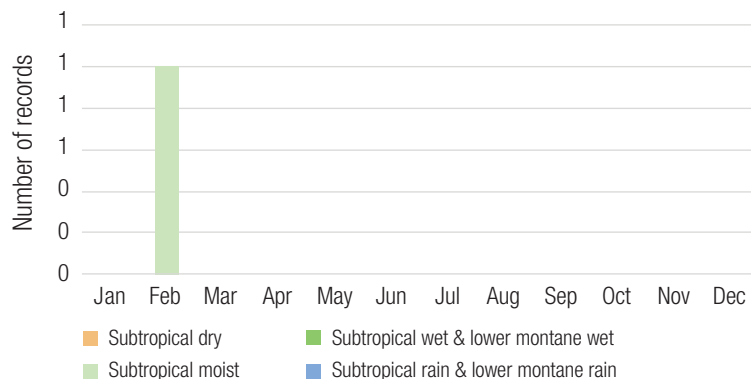 Number of records
1
1
1
1
0
0
0
Jan Feb Mar Apr May Jun Jul Aug Sep Oct Nov Dec
Subtropical dry
Subtropical wet & lower montane wet
Subtropical moist
Subtropical rain & lower montane rain